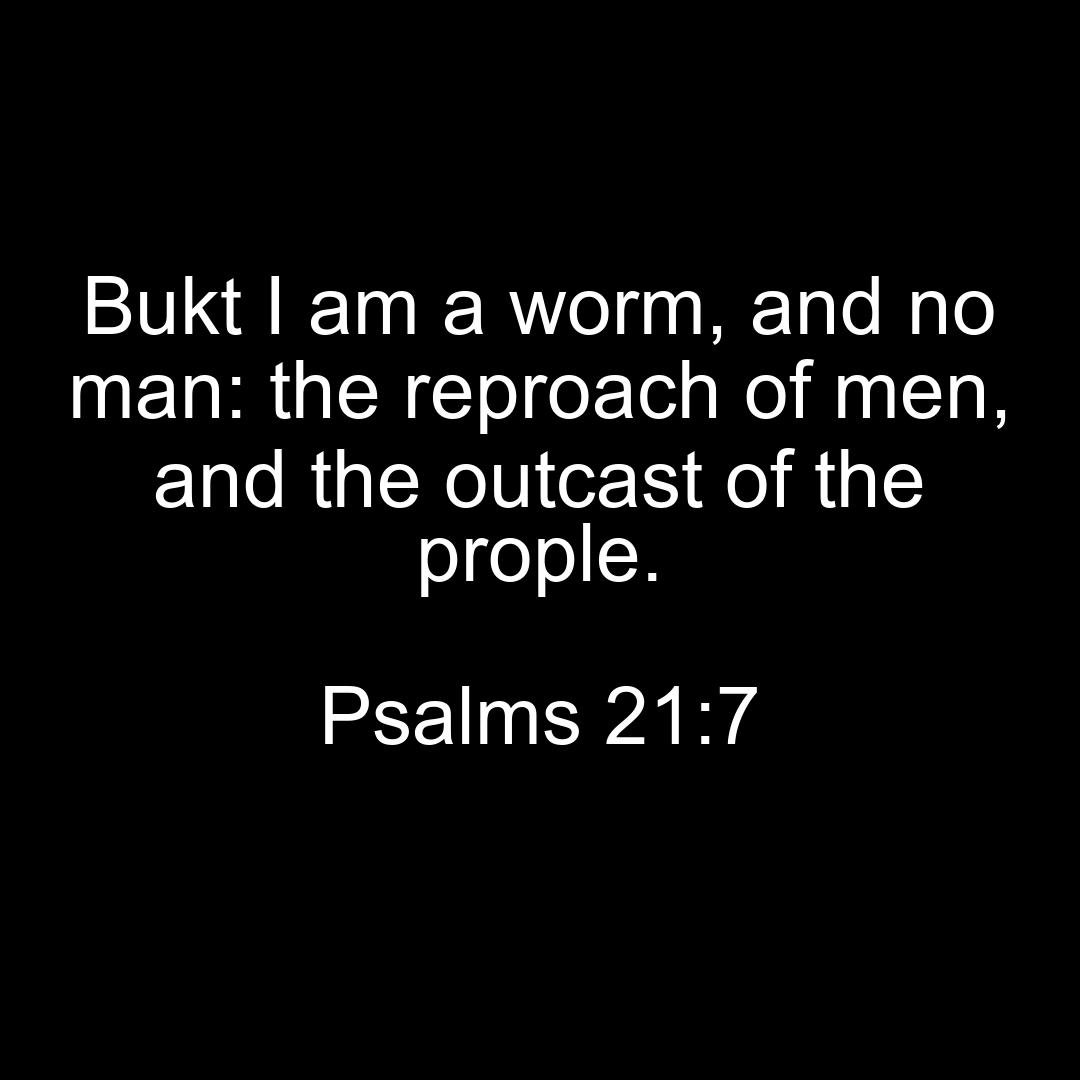 Bukt I am a worm, and no
man: the reproach of men,
and the outcast of the
prople.
Psalms 21:7